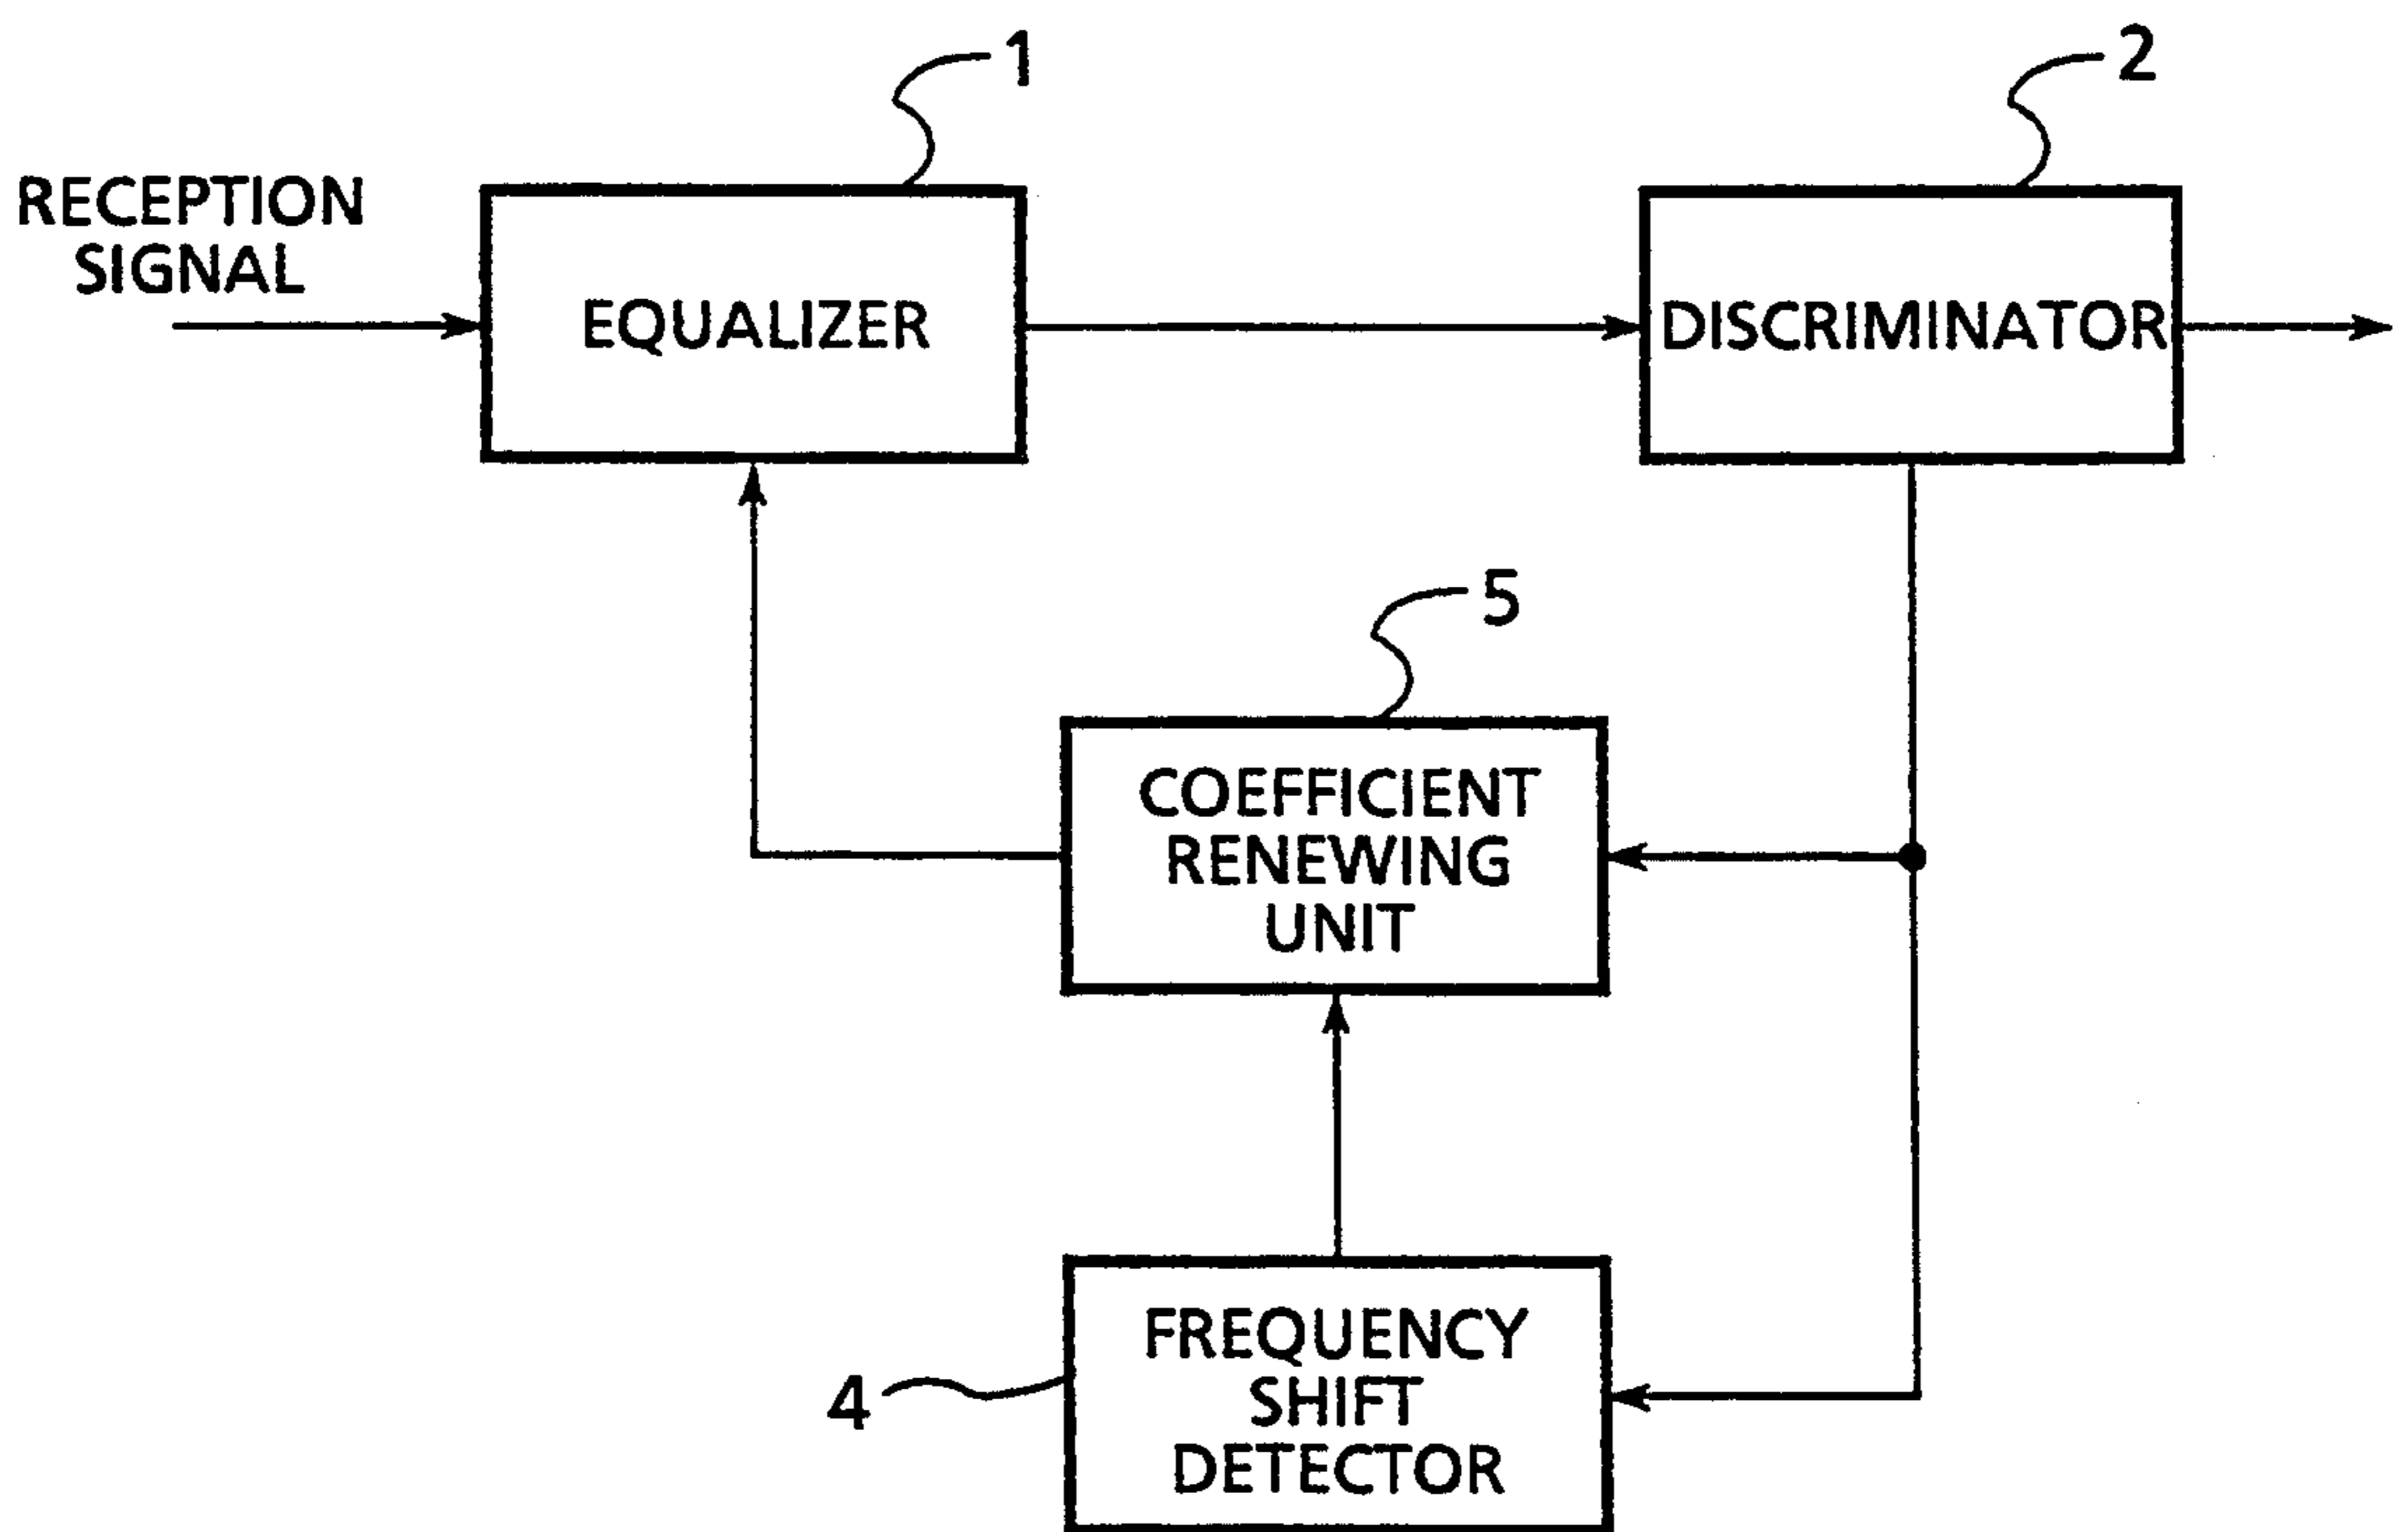 1
2
RECEPTION
SIGNAL
EQUALIZER
DISCRIMINATOR
5
COEFFICIENT
RENEWING
UNIT
4
FREQUENCY
SHIFT
DETECTOR